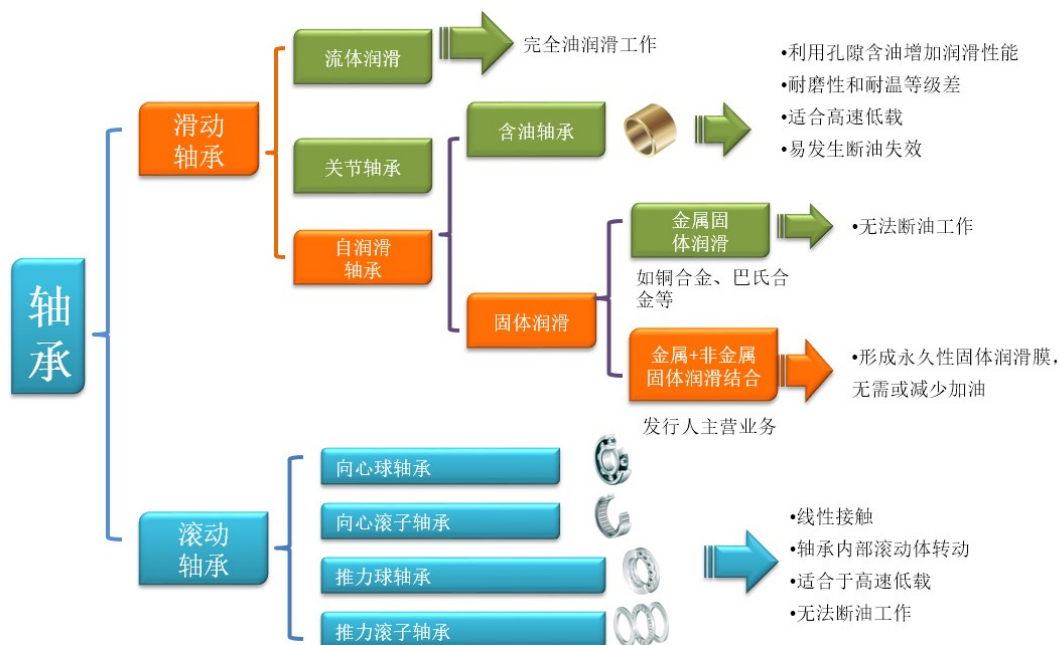 轴承
滑动
轴承
流体润滑
完全油润滑工作
关节轴承
自润滑
轴承
含油轴承
•利用孔隙含油增加润滑性能
•耐磨性和耐温等级差
•适合高速低载
•易发生断油失效
固体润滑
金属固
体润滑
•无法断油工作
如铜合金、巴氏合
金等
金属+非金属
固体润滑结合
•形成永久性固体润滑膜，
无需或减少加油
发行人主营业务
滚动
轴承
向心球轴承
向心滚子轴承
推力球轴承
推力滚子轴承
•线性接触
•轴承内部滚动体转动
•适合于高速低载
•无法断油工作